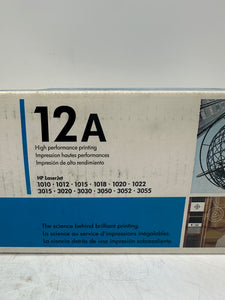 12A
High performance printing
Impression hautes performances
Impresión de alto rendimiento
HP LaserJet
1010 · 1012 · 1015 · 1018 · 1020 · 1022
3015 · 3020 · 3030 · 3050 · 3052 · 3055
The science behind brilliant printing.
La science au service d'impressions inégalables.
La ciencia detrás de una impresión sobresaliente.